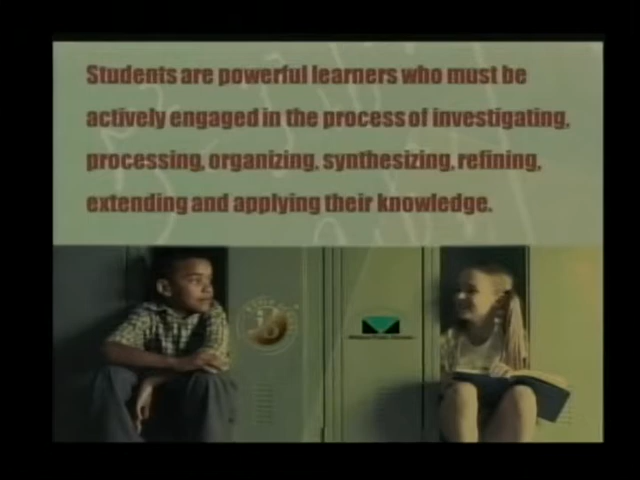 Students are powerful learners who must be
actively engaged in the process of investigating,
processing, organizing, synthesizing, refining,
extending and applying their knowledge.